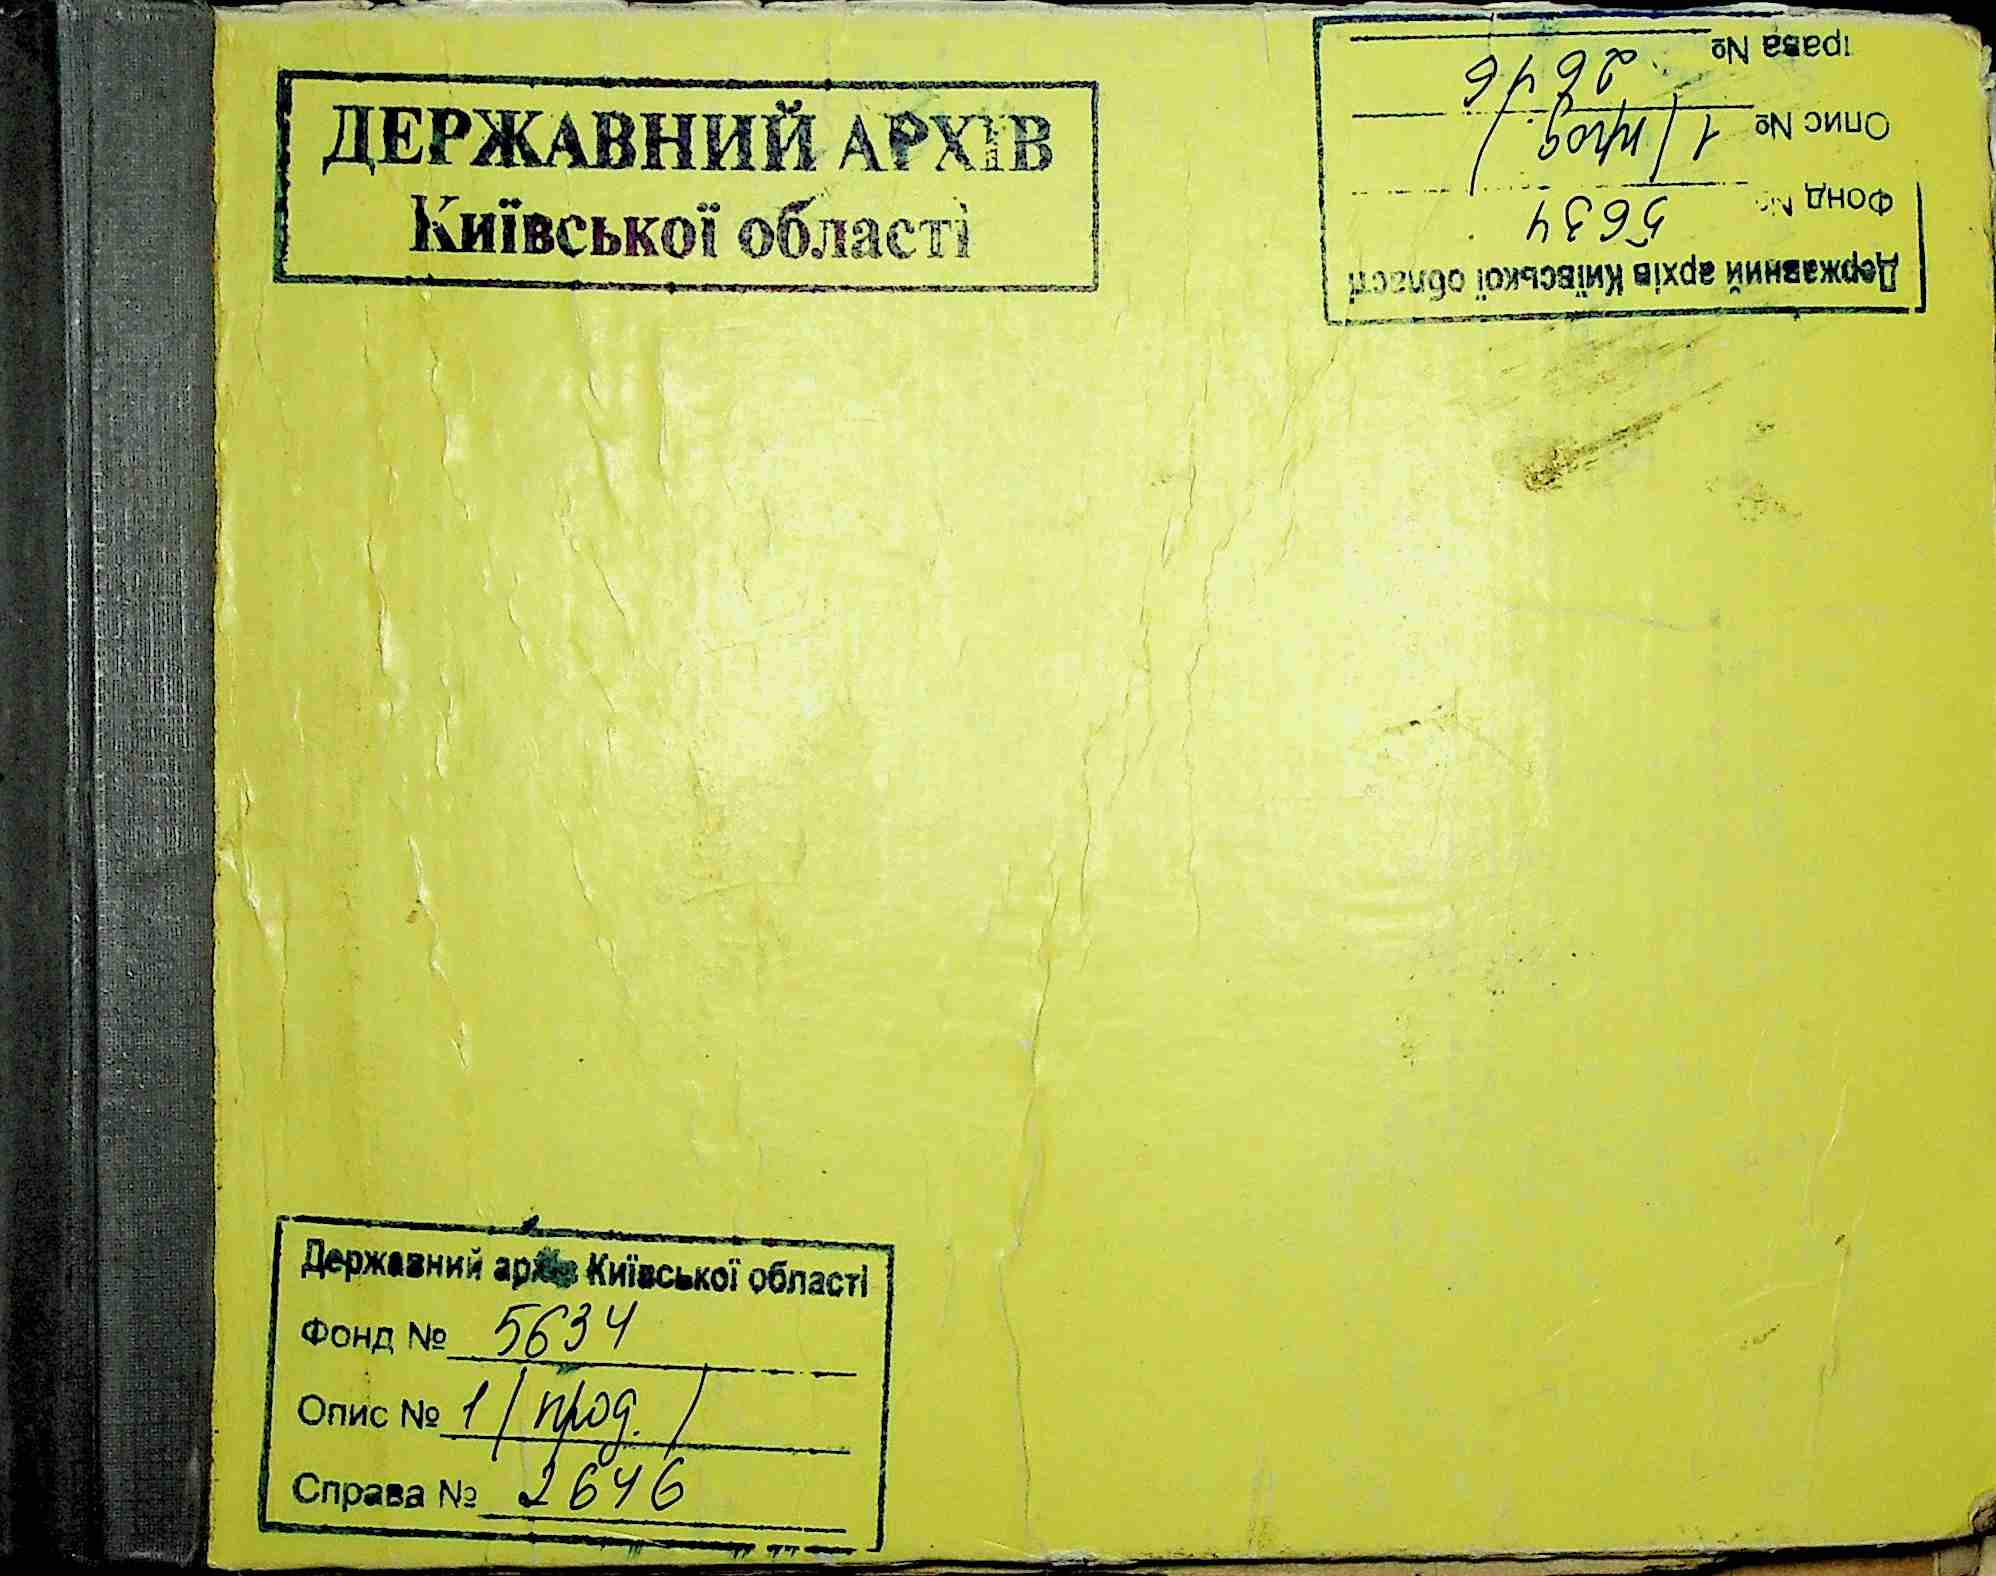 ДЕРЖАВНИЙ АРХІВ
Київської області
Державний архів Київської області
Фонд № 5634
Опис № 1 /прод./
Справа № 2646
Державний архів Київської області
Фонд № 5634
Опис № 1 /прод./
рава № 2646